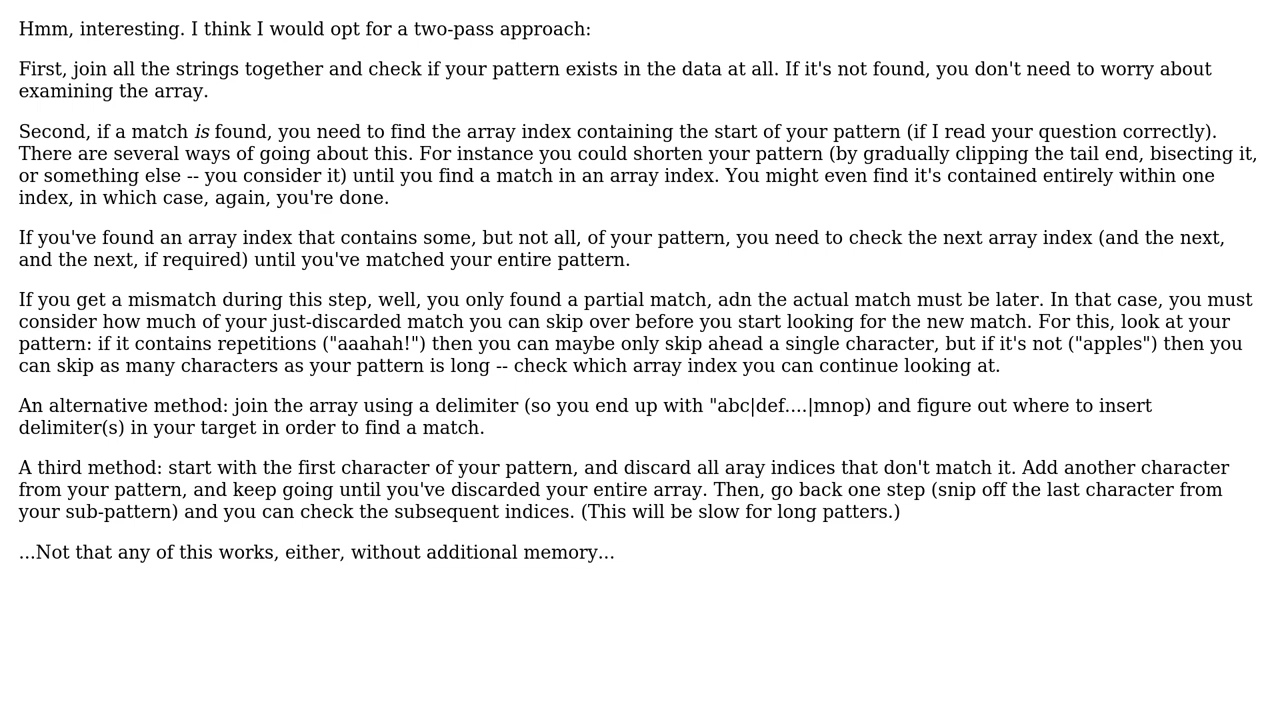 Hmm, interesting. I think I would opt for a two-pass approach:
First, join all the strings together and check if your pattern exists in the data at all. If it's not found, you don't need to worry about
examining the array.
Second, if a match is found, you need to find the array index containing the start of your pattern (if I read your question correctly).
There are several ways of going about this. For instance you could shorten your pattern (by gradually clipping the tail end, bisecting it,
or something else -- you consider it) until you find a match in an array index. You might even find it's contained entirely within one
index, in which case, again, you're done.
If you've found an array index that contains some, but not all, of your pattern, you need to check the next array index (and the next,
and the next, if required) until you've matched your entire pattern.
If you get a mismatch during this step, well, you only found a partial match, adn the actual match must be later. In that case, you must
consider how much of your just-discarded match you can skip over before you start looking for the new match. For this, look at your
pattern: if it contains repetitions ("aaahah!") then you can maybe only skip ahead a single character, but if it's not ("apples") then you
can skip as many characters as your pattern is long -- check which array index you can continue looking at.
An alternative method: join the array using a delimiter (so you end up with "abc|def....|mnop) and figure out where to insert
delimiter(s) in your target in order to find a match.
A third method: start with the first character of your pattern, and discard all aray indices that don't match it. Add another character
from your pattern, and keep going until you've discarded your entire array. Then, go back one step (snip off the last character from
your sub-pattern) and you can check the subsequent indices. (This will be slow for long patters.)
...Not that any of this works, either, without additional memory...